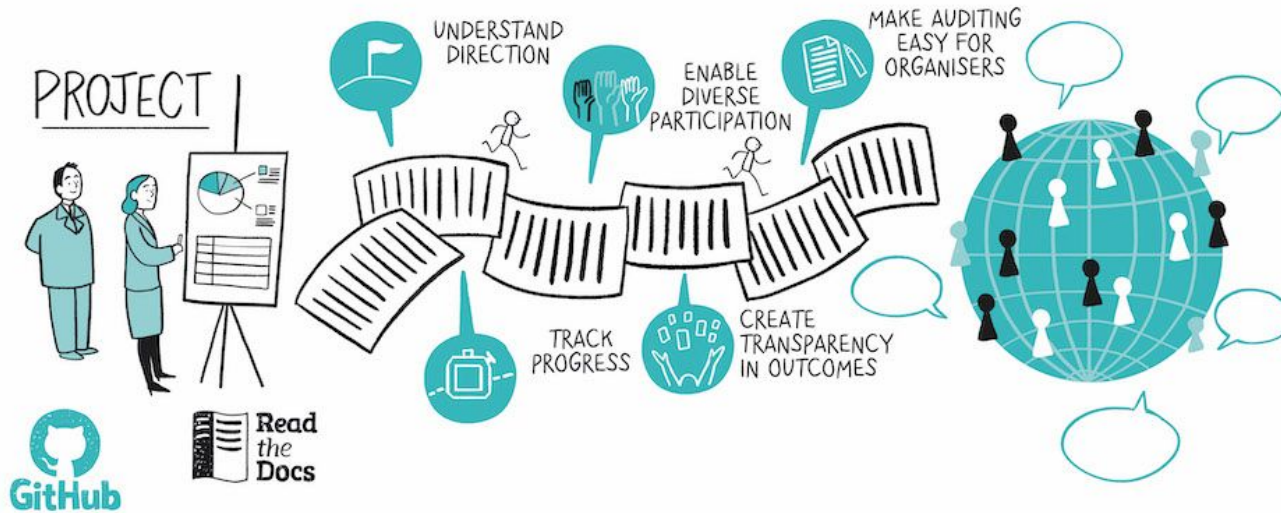 PROJECT
UNDERSTAND
DIRECTION
ENABLE
DIVERSE
PARTICIPATION
MAKE AUDITING
EASY FOR
ORGANISERS
TRACK
PROGRESS
CREATE
TRANSPARENCY
IN OUTCOMES
GitHub
Read
the
Docs